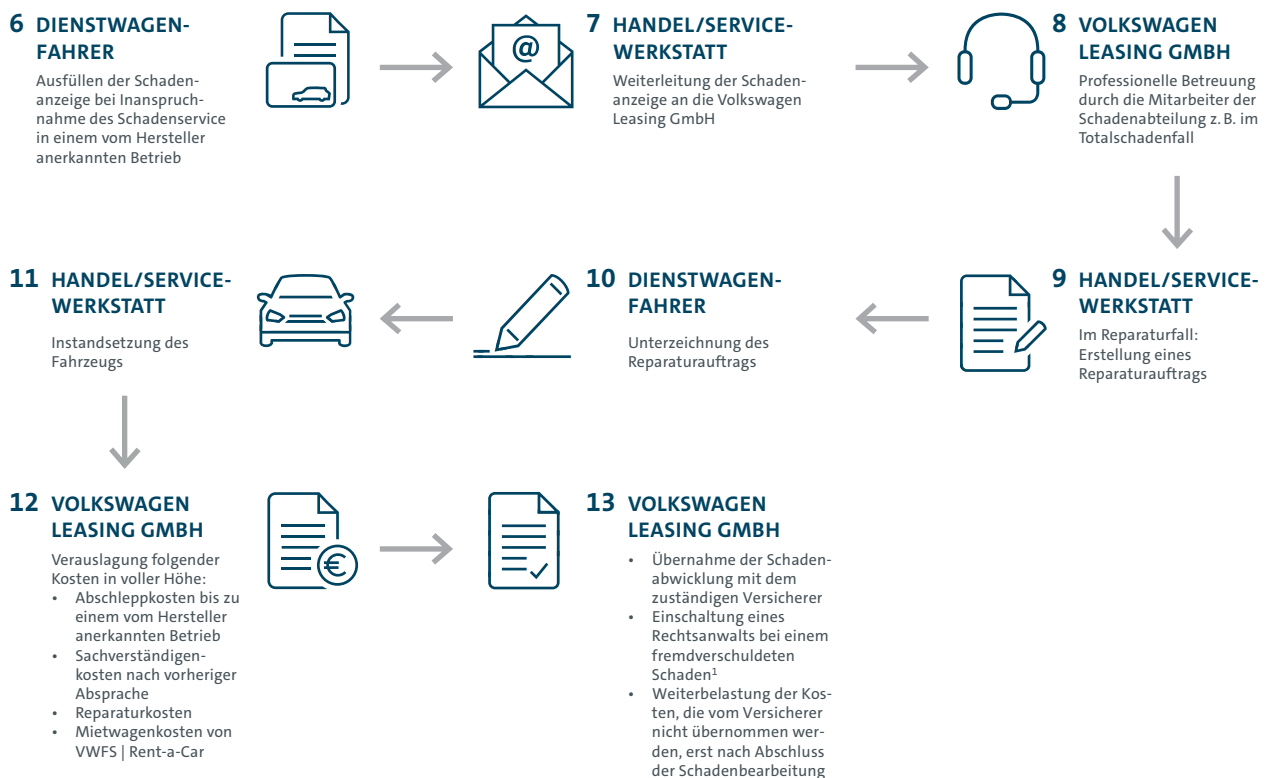 6 DIENSTWAGEN-
FAHRER
Ausfüllen der Schaden-
anzeige bei Inanspruch-
nahme des Schadenservice
in einem vom Hersteller
anerkannten Betrieb
@
7 HANDEL/SERVICE-
WERKSTATT
Weiterleitung der Schaden-
anzeige an die Volkswagen
Leasing GmbH
8 VOLKSWAGEN
LEASING GMBH
Professionelle Betreuung
durch die Mitarbeiter der
Schadenabteilung z. B. im
Totalschadenfall
9 HANDEL/SERVICE-
WERKSTATT
Im Reparaturfall:
Erstellung eines
Reparaturauftrags
10 DIENSTWAGEN-
FAHRER
Unterzeichnung des
Reparaturauftrags
11 HANDEL/SERVICE-
WERKSTATT
Instandsetzung des
Fahrzeugs
12 VOLKSWAGEN
LEASING GMBH
Verauslagung folgender
Kosten in voller Höhe:
• Abschleppkosten bis zu
einem vom Hersteller
anerkannten Betrieb
• Sachverständigen-
kosten nach vorheriger
Absprache
• Reparaturkosten
• Mietwagenkosten von
VWFS | Rent-a-Car
€
13 VOLKSWAGEN
LEASING GMBH
• Übernahme der Schaden-
abwicklung mit dem
zuständigen Versicherer
• Einschaltung eines
Rechtsanwalts bei einem
fremdverschuldeten
Schaden¹
• Weiterbelastung der Kos-
ten, die vom Versicherer
nicht übernommen wer-
den, erst nach Abschluss
der Schadenbearbeitung